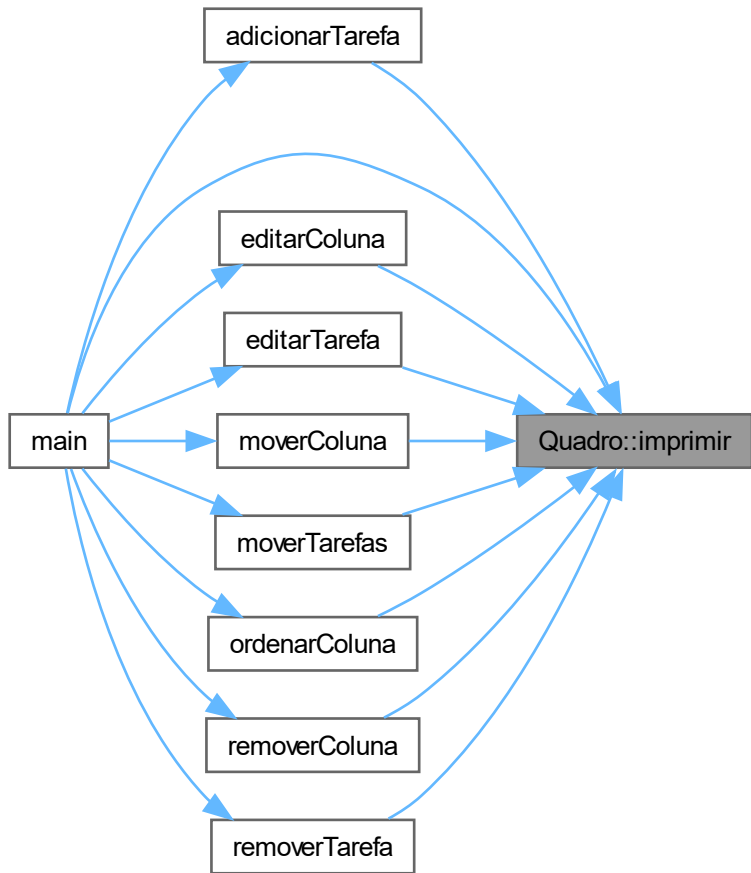 adicionarTarefa
editarColuna
editarTarefa
main
moverColuna
Quadro::imprimir
moverTarefas
ordenarColuna
removerColuna
removerTarefa